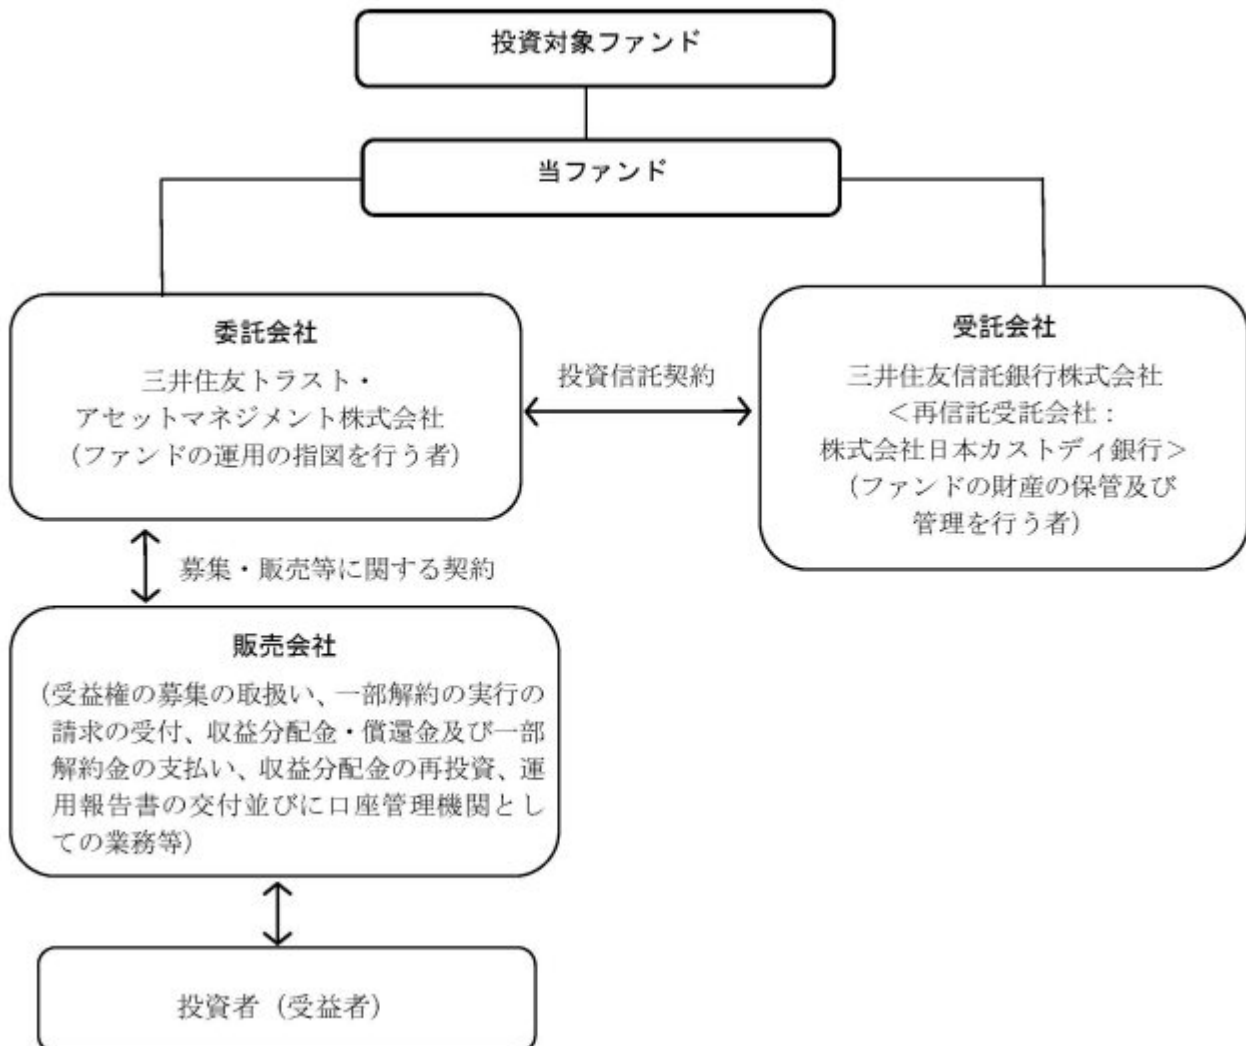 投資対象ファンド
当ファンド
委託会社
三井住友トラスト・
アセットマネジメント株式会社
（ファンドの運用の指図を行う者）
投資信託契約
受託会社
三井住友信託銀行株式会社
＜再信託受託会社：
株式会社日本カストディ銀行＞
（ファンドの財産の保管及び
管理を行う者）
募集・販売等に関する契約
販売会社
（受益権の募集の取扱い、一部解約の実行の
請求の受付、収益分配金・償還金及び一部
解約金の支払い、収益分配金の再投資、運
用報告書の交付並びに口座管理機関とし
ての業務等）
投資者（受益者）